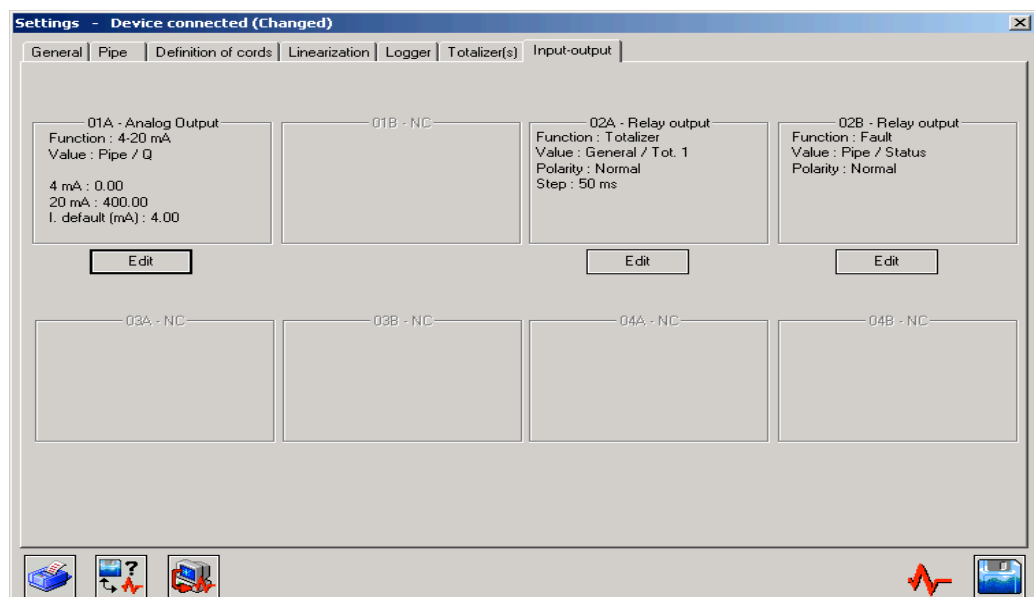 Settings - Device connected (Changed)
General Pipe Definition of cords Linearization Logger Totalizer(s) Input-output
01A - Analog Output
Function : 4-20 mA
Value : Pipe / Q
4 mA : 0.00
20 mA : 400.00
I. default (mA) : 4.00
Edit
01B - NC
02A - Relay output
Function : Totalizer
Value : General / Tot. 1
Polarity : Normal
Step : 50 ms
Edit
02B - Relay output
Function : Fault
Value : Pipe / Status
Polarity : Normal
Edit
03A - NC
03B - NC
04A - NC
04B - NC
?